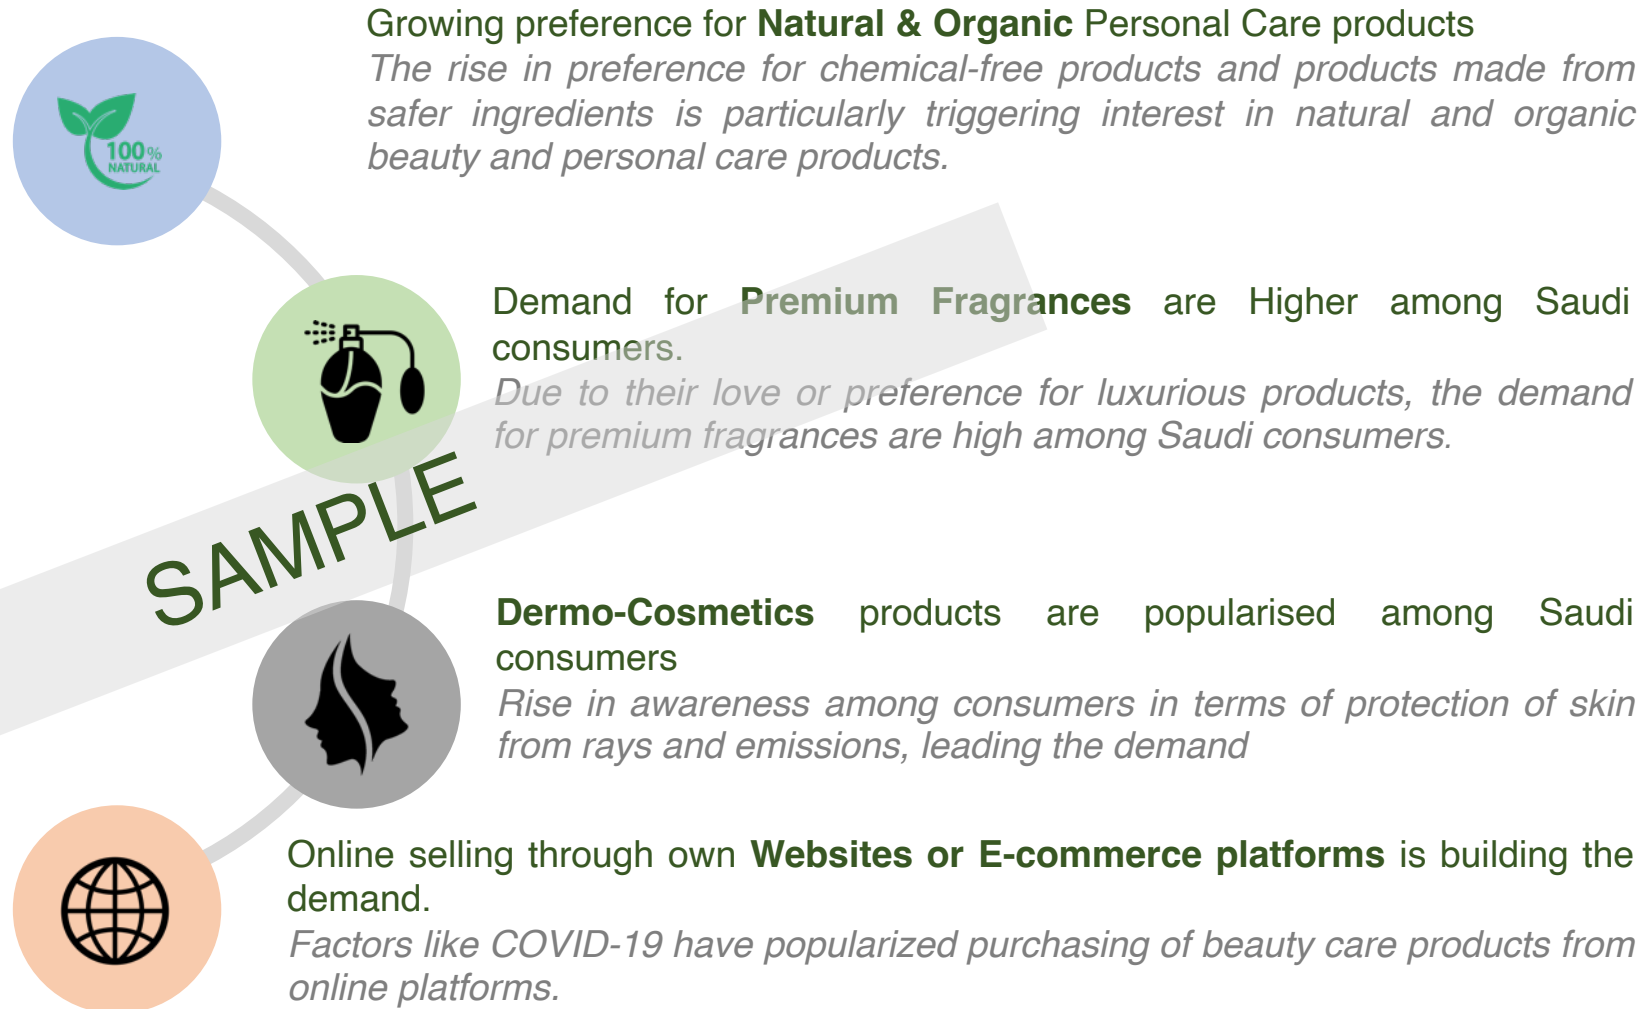 Growing preference for Natural & Organic Personal Care products
The rise in preference for chemical-free products and products made from
safer ingredients is particularly triggering interest in natural and organic
beauty and personal care products.
100%
NATURAL
Demand for Premium Fragrances are Higher among Saudi
consumers.
Due to their love or preference for luxurious products, the demand
for premium fragrances are high among Saudi consumers.
SAMPLE
Dermo-Cosmetics products are popularised among Saudi
consumers
Rise in awareness among consumers in terms of protection of skin
from rays and emissions, leading the demand
Online selling through own Websites or E-commerce platforms is building the
demand.
Factors like COVID-19 have popularized purchasing of beauty care products from
online platforms.